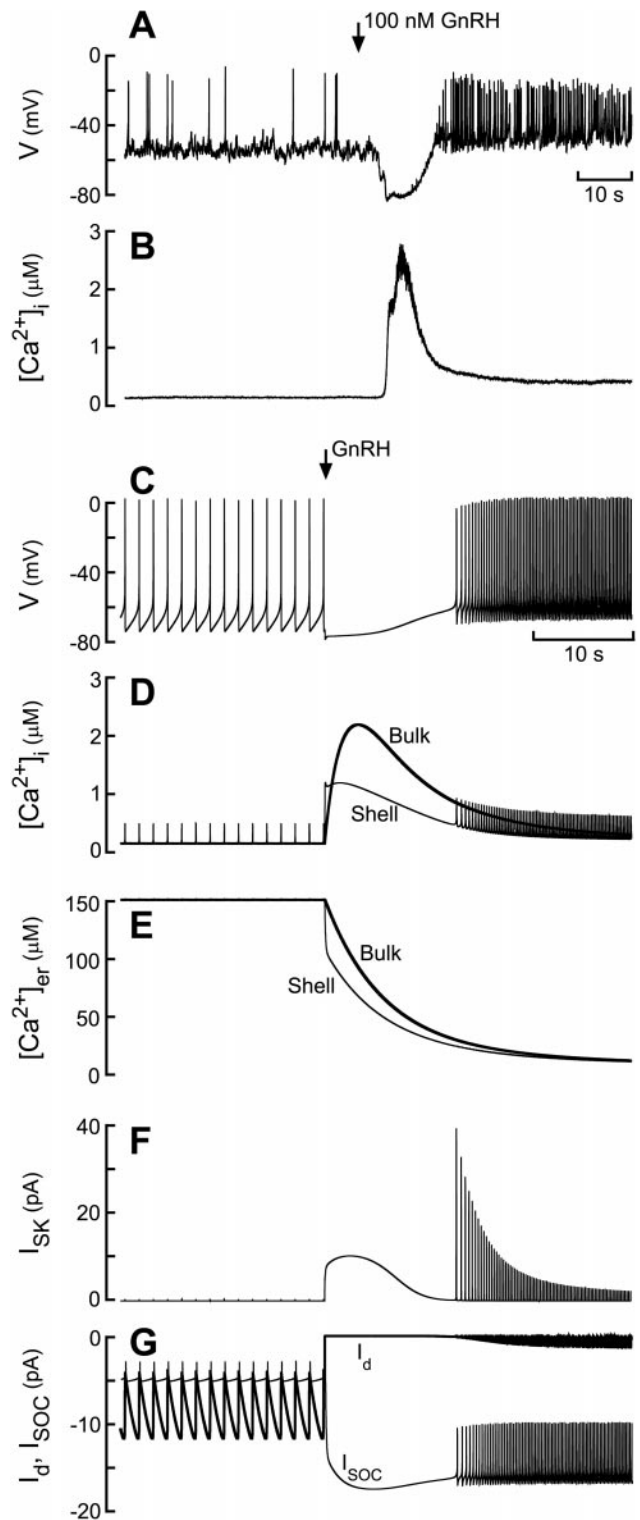 A
100 nM GnRH
0
-40
-80
V (mV)
10 s
B
3
2
1
0
[Ca2+]i (μM)
GnRH
C
0
-40
-80
V (mV)
10 s
D
3
2
1
0
[Ca2+]i (μM)
Bulk
Shell
E
150
100
50
0
[Ca2+]er (μM)
Bulk
Shell
F
40
20
0
ISK (pA)
G
0
-10
-20
Id, ISOC (pA)
Id
ISOC